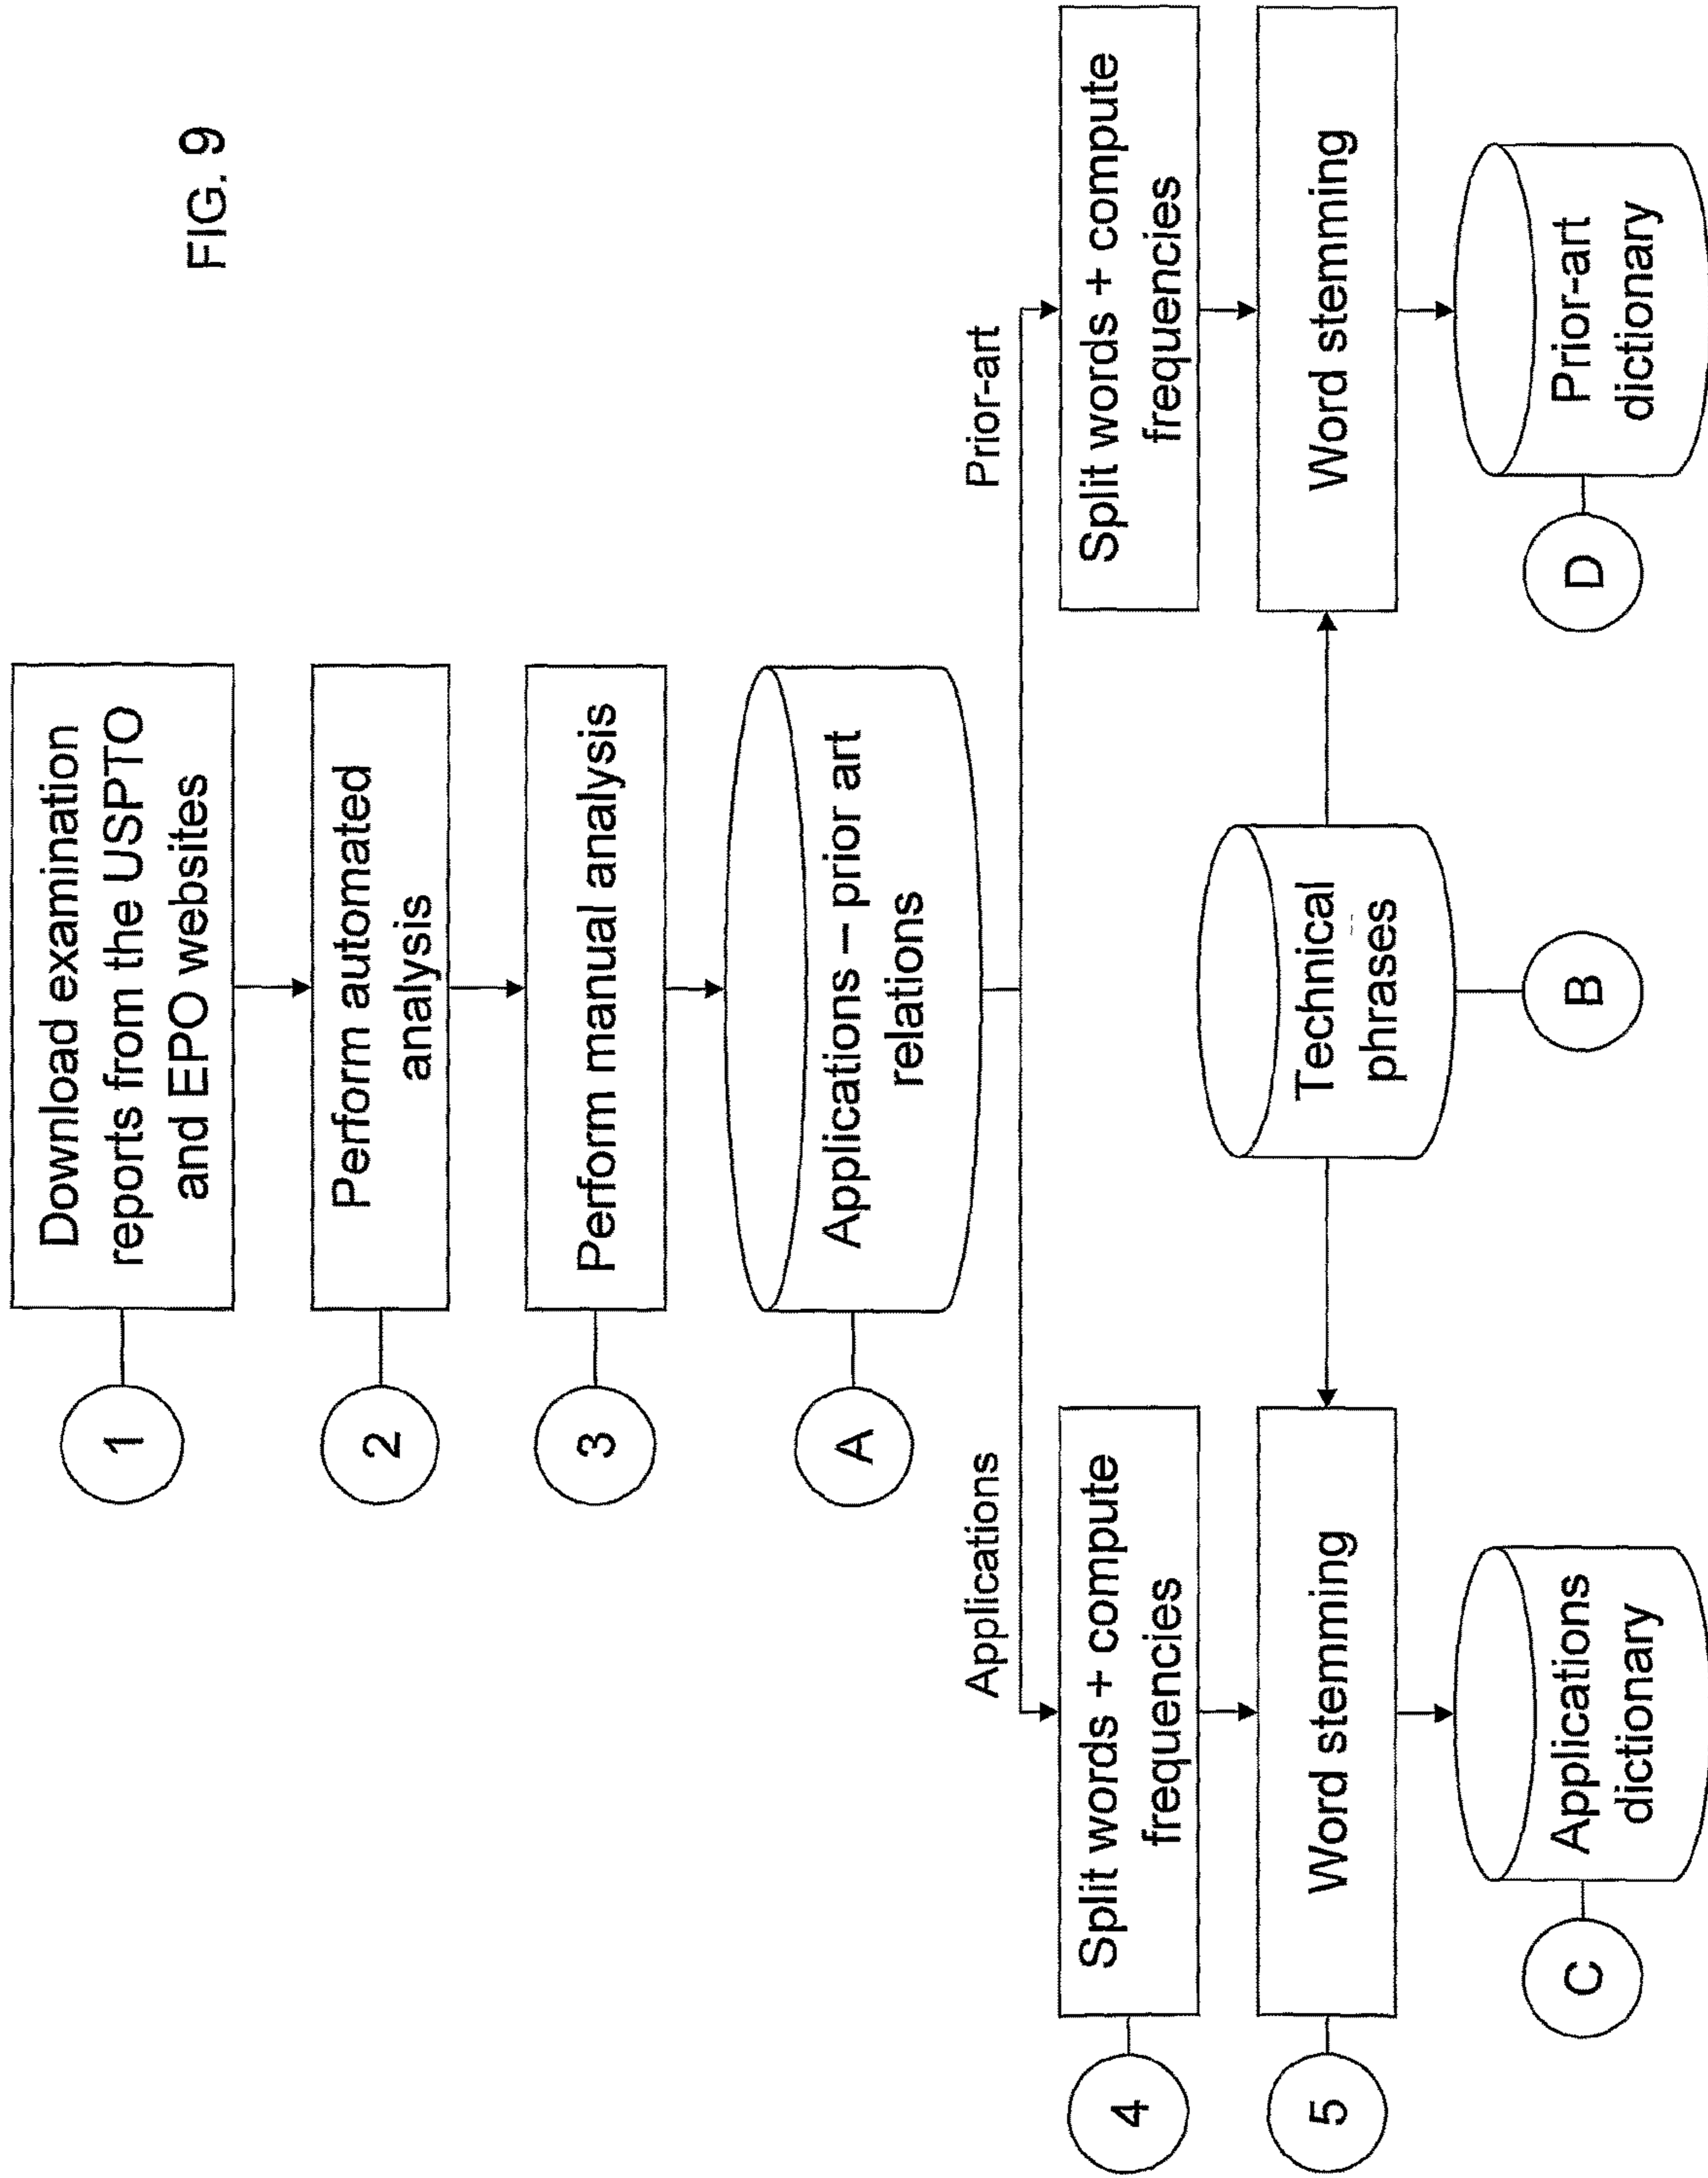 FIG. 9
1
Download examination
reports from the USPTO
and EPO websites
2
Perform automated
analysis
3
Perform manual analysis
A
Applications – prior art
relations
Applications
Prior-art
4
Split words + compute
frequencies
Split words + compute
frequencies
5
Word stemming
Technical
phrases
Word stemming
C
Applications
dictionary
B
D
Prior-art
dictionary